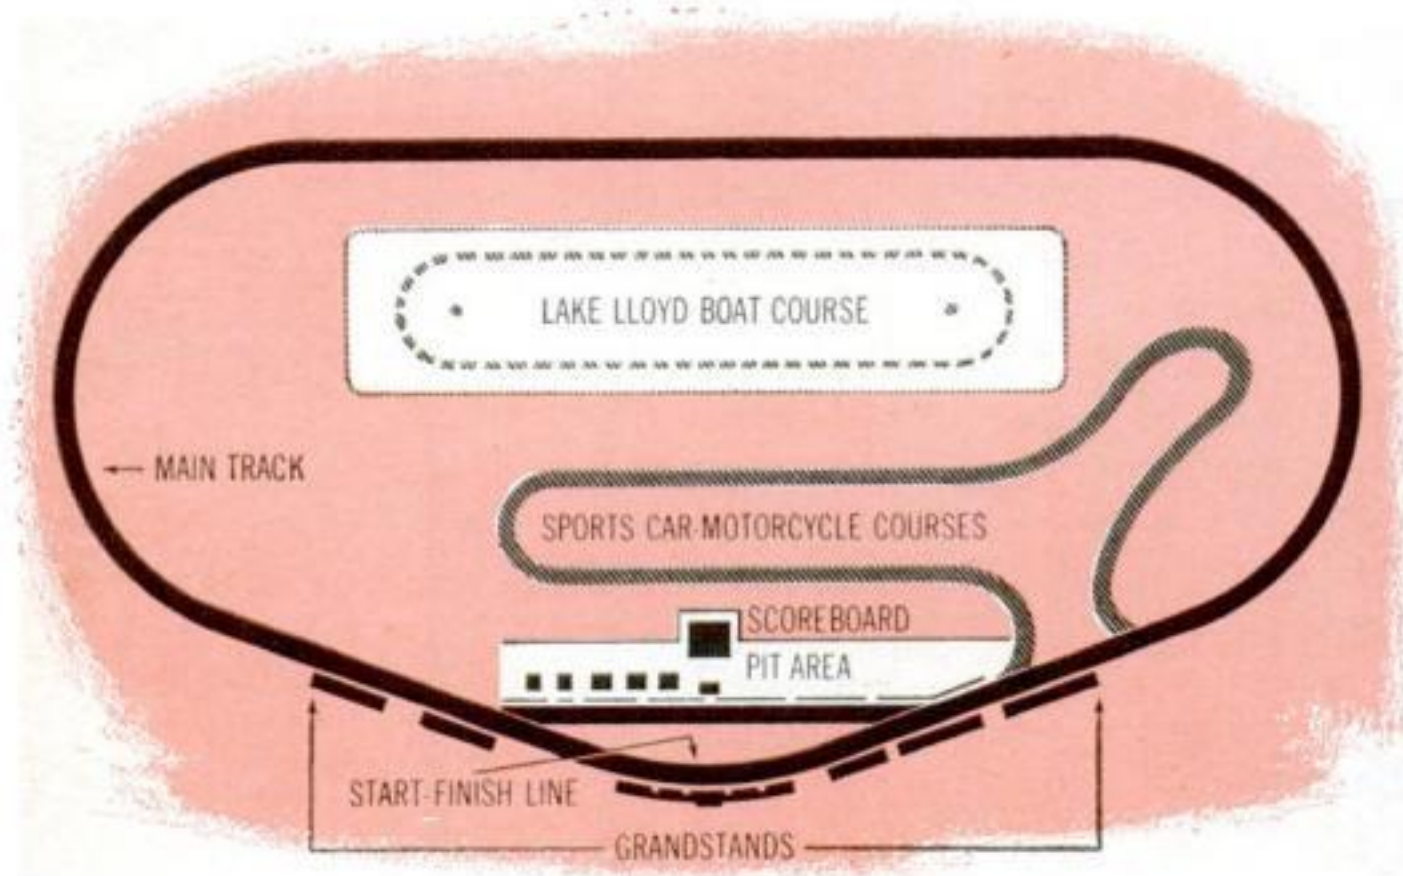 LAKE LLOYD BOAT COURSE
MAIN TRACK
SPORTS CAR-MOTORCYCLE COURSES
SCOREBOARD
PIT AREA
START-FINISH LINE
GRANDSTANDS